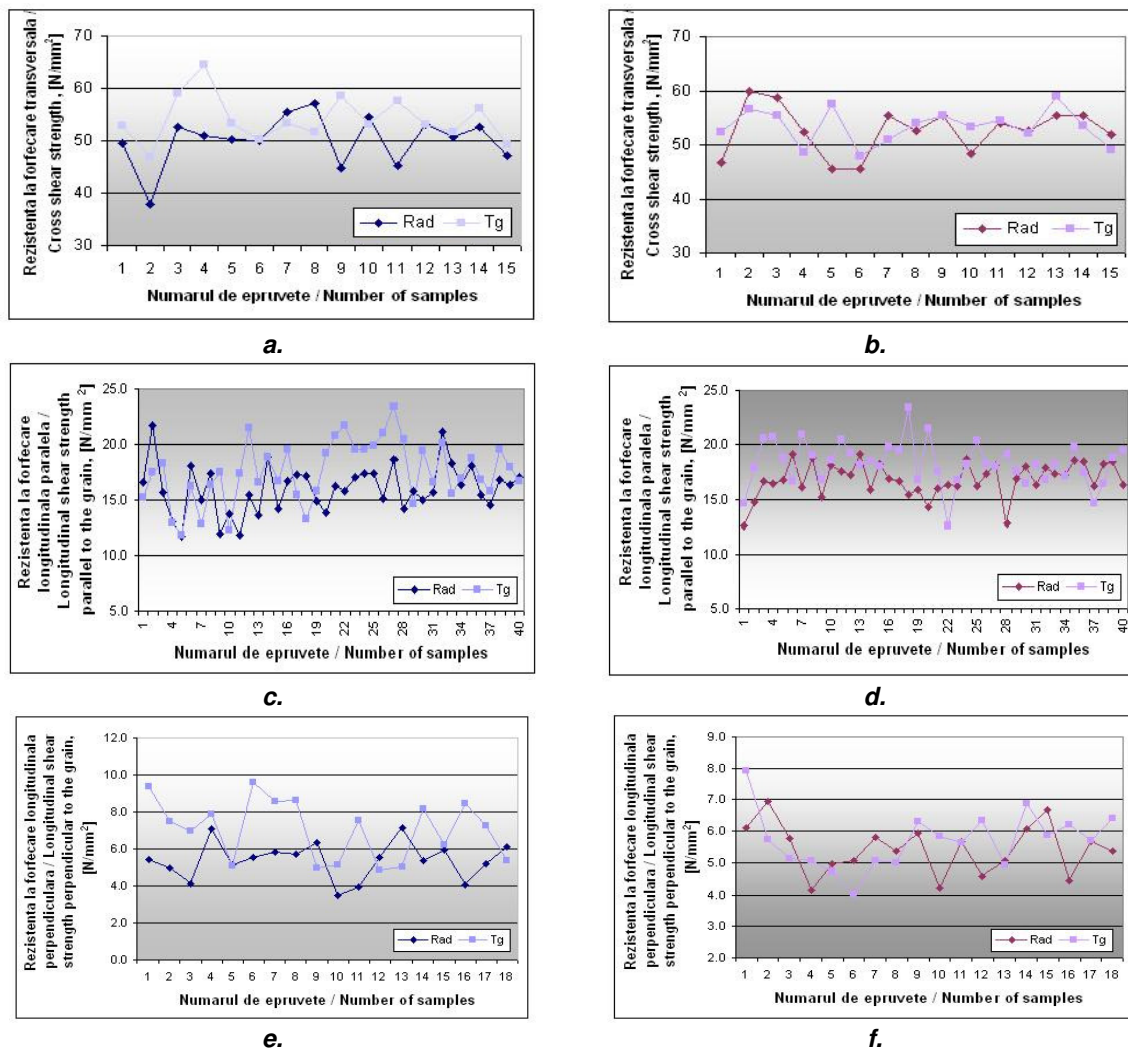 Rezistenta la forfecare transversala /
Cross shear strength, [N/mm²]
70
60
50
40
30
Rad Tg
1 2 3 4 5 6 7 8 9 10 11 12 13 14 15
Numarul de epruvete / Number of samples
a.
Rezistenta la forfecare transversala /
Cross shear strength, [N/mm²]
70
60
50
40
30
Rad Tg
1 2 3 4 5 6 7 8 9 10 11 12 13 14 15
Numarul de epruvete / Number of samples
b.
Rezistenta la forfecare
longitudinala paralela /
Longitudinal shear strength
parallel to the grain, [N/mm ²]
25.0
20.0
15.0
10.0
5.0
Rad Tg
1 4 7 10 13 16 19 22 25 28 31 34 37 40
Numarul de epruvete / Number of samples
c.
Rezistenta la forfecare
longitudinala paralela /
Longitudinal shear strength
parallel to the grain, [N/mm ²]
25.0
20.0
15.0
10.0
5.0
Rad Tg
1 4 7 10 13 16 19 22 25 28 31 34 37 40
Numarul de epruvete / Number of samples
d.
Rezistenta la forfecare longitudinala
perpendiculara / Longitudinal shear
strength perpendicular to the grain,
[N/mm²]
12.0
10.0
8.0
6.0
4.0
2.0
0.0
Rad Tg
1 2 3 4 5 6 7 8 9 10 11 12 13 14 15 16 17 18
Numarul de epruvete / Number of samples
e.
Rezistenta la forfecare longitudinala
perpendiculara / Longitudinal shear
strength perpendicular to the grain,
[N/mm²]
9.0
8.0
7.0
6.0
5.0
4.0
3.0
2.0
Rad Tg
1 2 3 4 5 6 7 8 9 10 11 12 13 14 15 16 17 18
Numarul de epruvete / Number of samples
f.